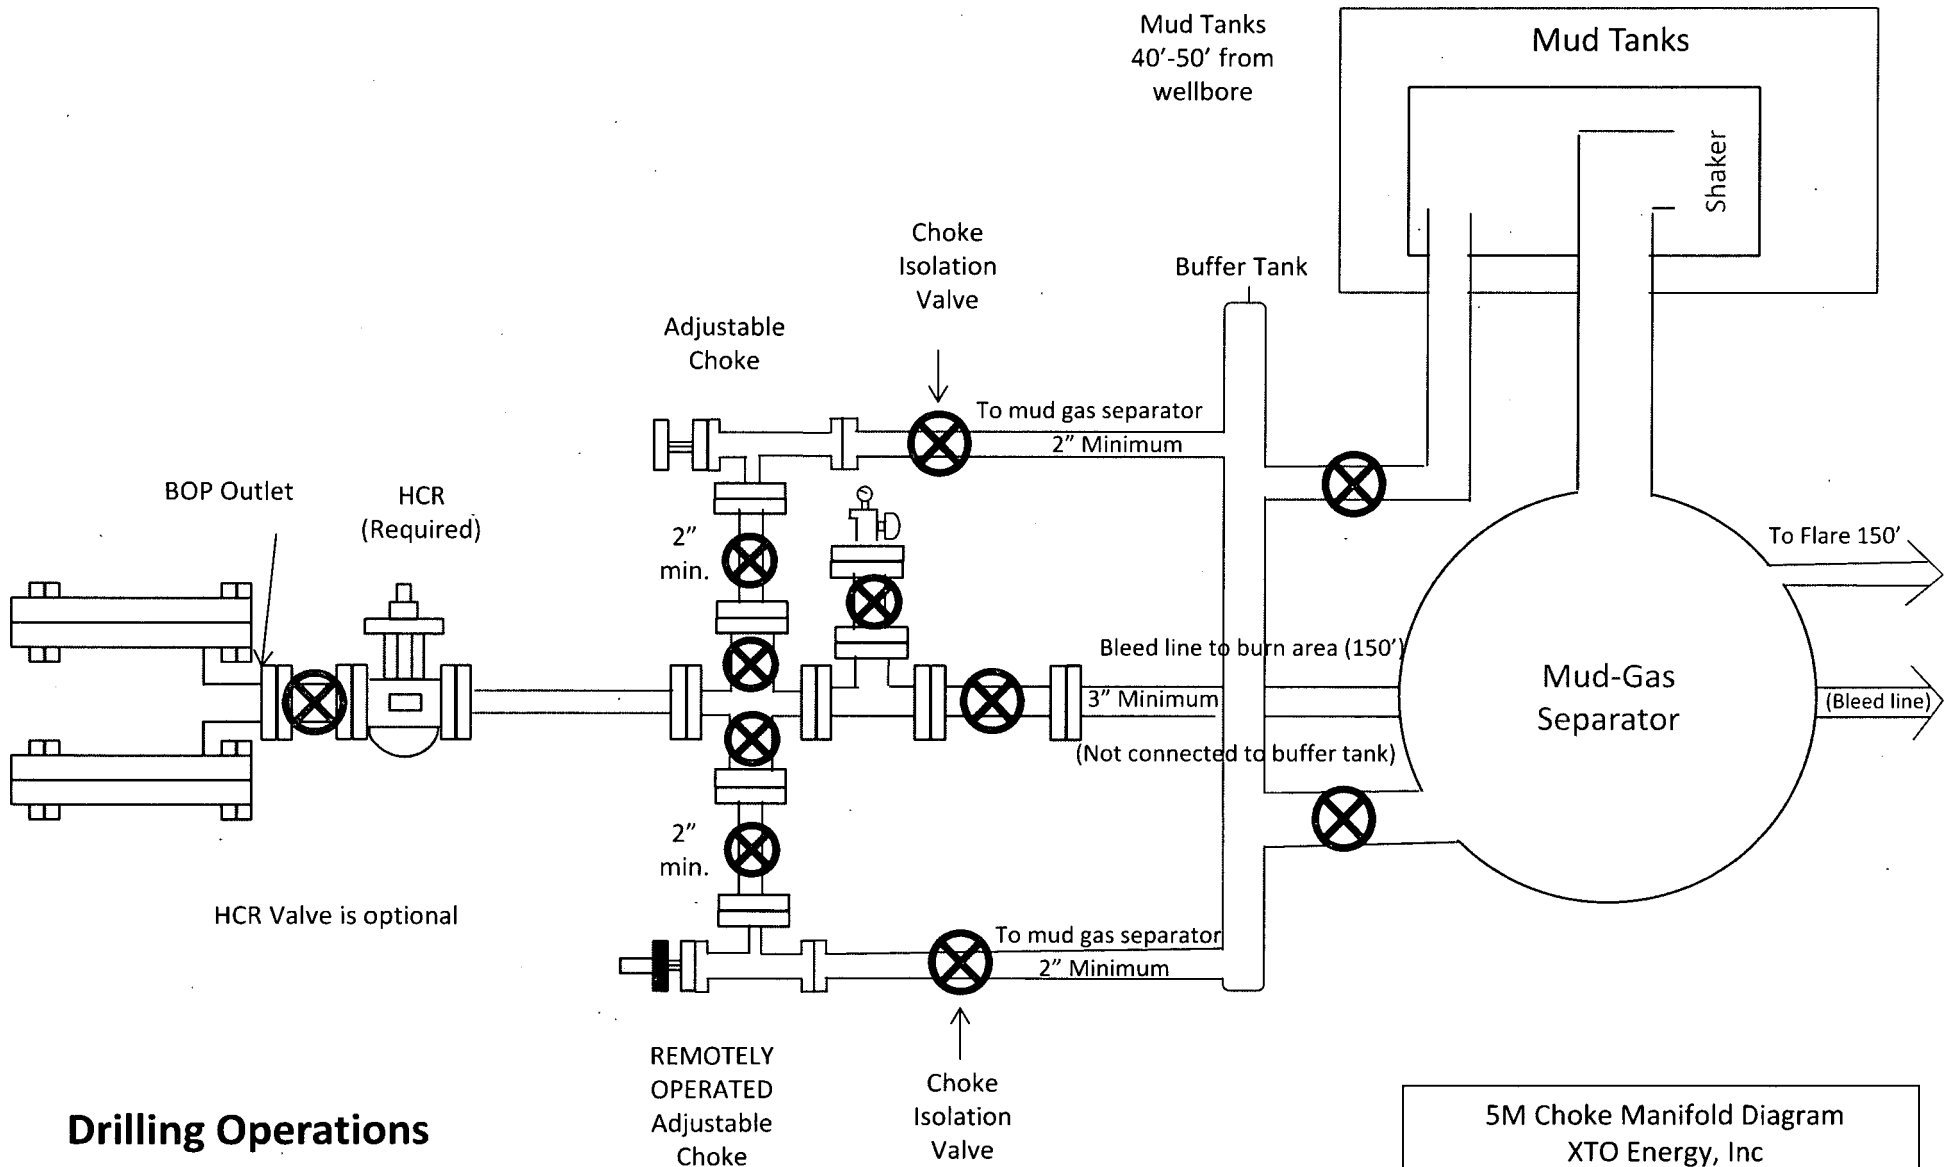 Mud Tanks
40’-50’ from
wellbore
Mud Tanks
Shaker
Choke
Isolation
Valve
Buffer Tank
Adjustable
Choke
To mud gas separator
2” Minimum
BOP Outlet
HCR
(Required)
2”
min.
To Flare 150’
Bleed line to burn area (150’)
3” Minimum
(Not connected to buffer tank)
Mud-Gas
Separator
(Bleed line)
2”
min.
HCR Valve is optional
To mud gas separator
2” Minimum
REMOTELY
OPERATED
Adjustable
Choke
Choke
Isolation
Valve
Drilling Operations
5M Choke Manifold Diagram
XTO Energy, Inc